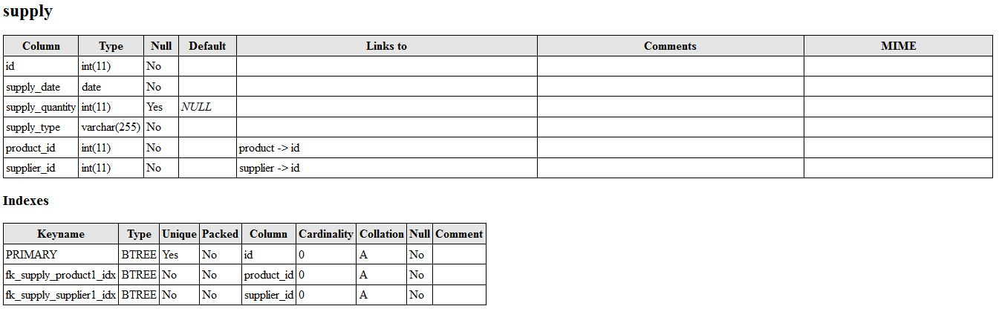 supply
Column Type Null Default Links to Comments MIME
id int(11) No
supply_date date No
supply_quantity int(11) Yes NULL
supply_type varchar(255) No
product_id int(11) No product -> id
supplier_id int(11) No supplier -> id
Indexes
Keyname Type Unique Packed Column Cardinality Collation Null Comment
PRIMARY BTREE Yes No id 0 A No
fk_supply_product1_idx BTREE No No product_id 0 A No
fk_supply_supplier1_idx BTREE No No supplier_id 0 A No